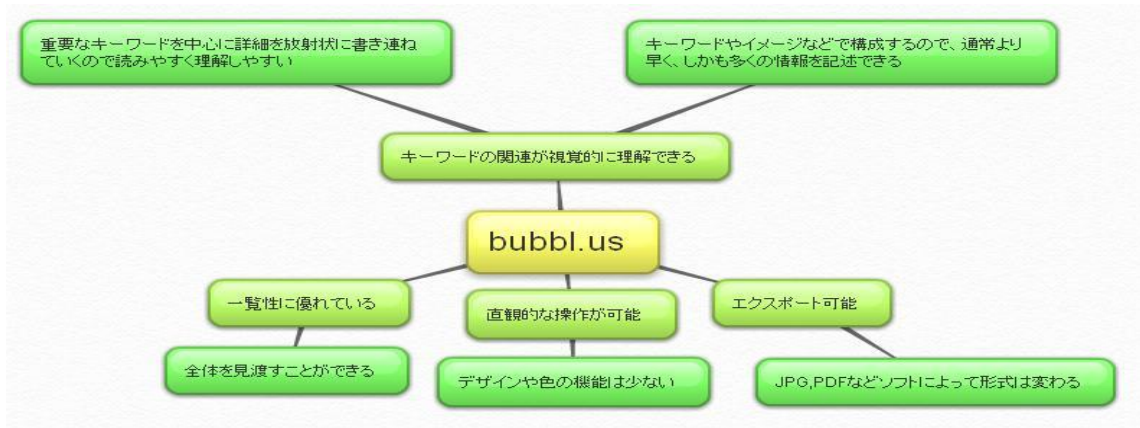 重要なキーワードを中心に詳細を放射状に書き連ね
ていくので読みやすく理解しやすい
キーワードやイメージなどで構成するので、通常より
早く、しかも多くの情報を記述できる
キーワードの関連が視覚的に理解できる
bubbl.us
一覧性に優れている
直観的な操作が可能
エクスポート可能
全体を見渡すことができる
デザインや色の機能は少ない
JPG,PDFなどソフトによって形式は変わる